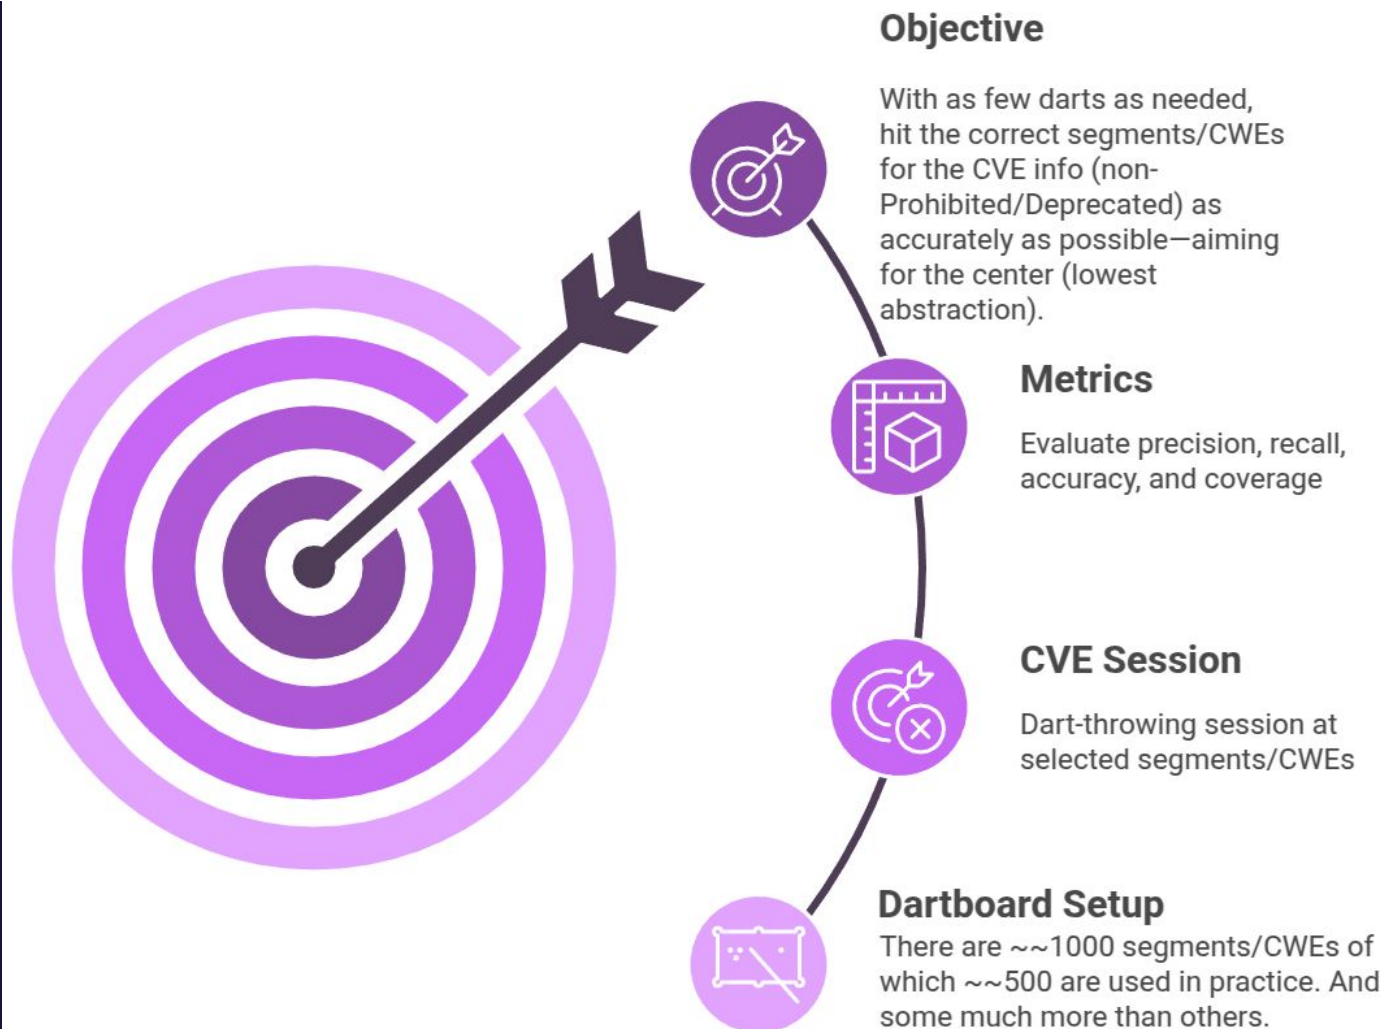 Objective
With as few darts as needed,
hit the correct segments/CWEs
for the CVE info (non-
Prohibited/Deprecated) as
accurately as possible—aiming
for the center (lowest
abstraction).
Metrics
Evaluate precision, recall,
accuracy, and coverage
CVE Session
Dart-throwing session at
selected segments/CWEs
Dartboard Setup
There are ~~1000 segments/CWEs of
which ~~500 are used in practice. And
some much more than others.